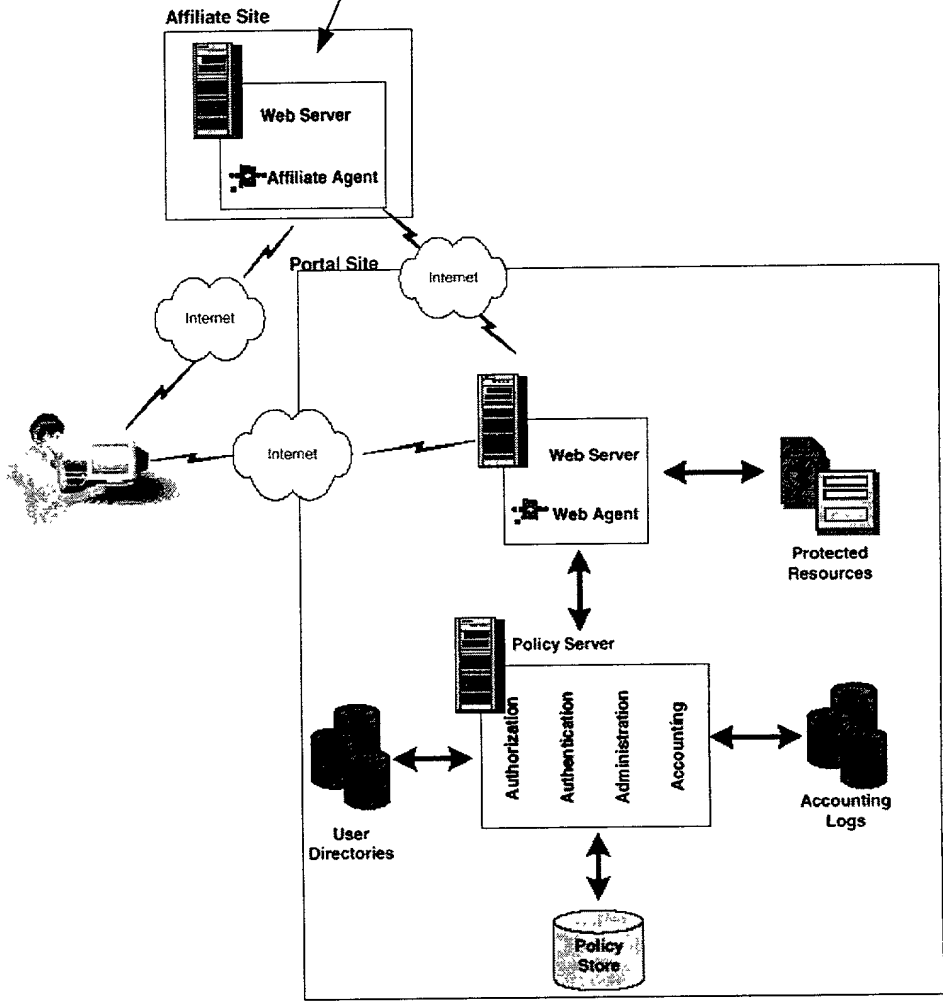 Affiliate Site
Web Server
Affiliate Agent
Portal Site
Internet
Internet
Internet
Web Server
Web Agent
Protected
Resources
Policy Server
Authorization
Authentication
Administration
Accounting
User
Directories
Accounting
Logs
Policy
Store